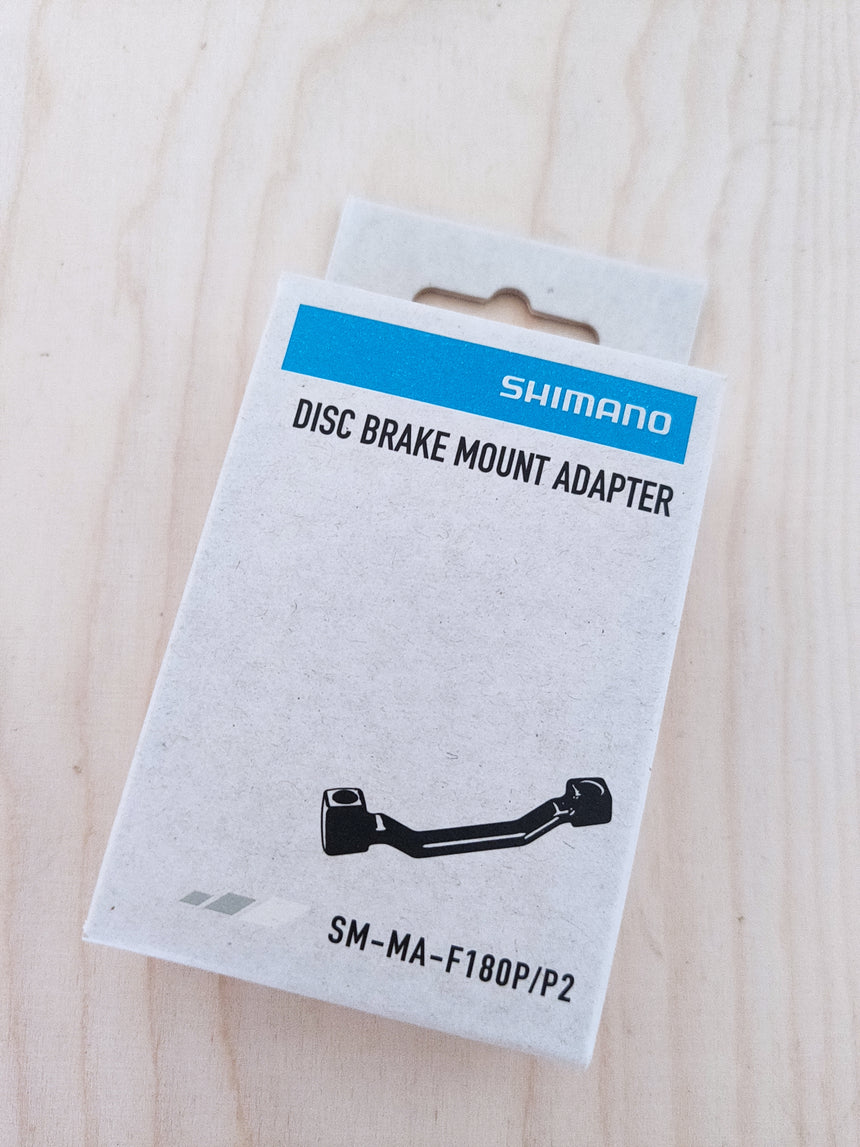 SHIMANO
DISC BRAKE MOUNT ADAPTER
SM-MA-F180P/P2